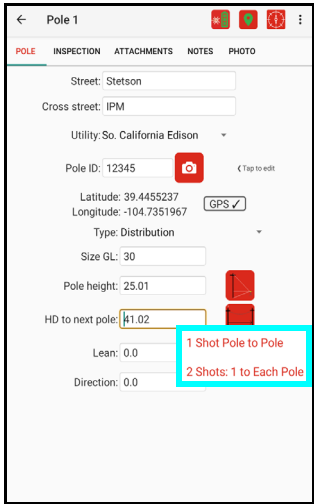 Pole 1
POLE INSPECTION ATTACHMENTS NOTES PHOTO
Street: Stetson
Cross street: IPM
Utility: So. California Edison
Pole ID: 12345 Tap to edit
Latitude: 39.4455237
Longitude: -104.7351967
GPS ✓
Type: Distribution
Size GL: 30
Pole height: 25.01
HD to next pole: 41.02
1 Shot Pole to Pole
Lean: 0.0
2 Shots: 1 to Each Pole
Direction: 0.0